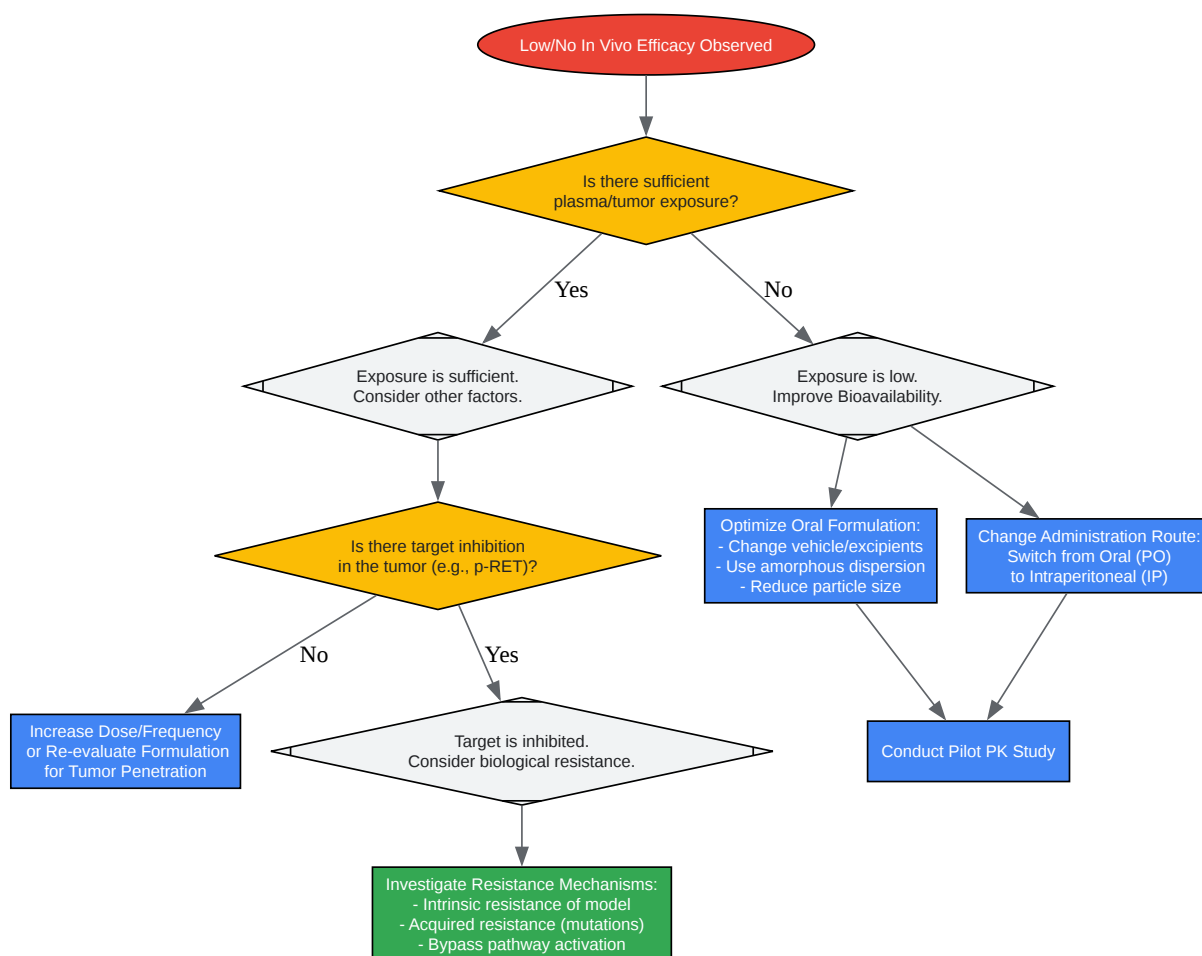 Low/No In Vivo Efficacy Observed
Is there sufficient
plasma/tumor exposure?
Yes
No
Exposure is sufficient.
Consider other factors.
Exposure is low.
Improve Bioavailability.
Is there target inhibition
in the tumor (e.g., p-RET)?
Optimize Oral Formulation:
- Change vehicle/excipients
- Use amorphous dispersion
- Reduce particle size
Change Administration Route:
Switch from Oral (PO)
to Intraperitoneal (IP)
No
Yes
Increase Dose/Frequency
or Re-evaluate Formulation
for Tumor Penetration
Target is inhibited.
Consider biological resistance.
Conduct Pilot PK Study
Investigate Resistance Mechanisms:
- Intrinsic resistance of model
- Acquired resistance (mutations)
- Bypass pathway activation